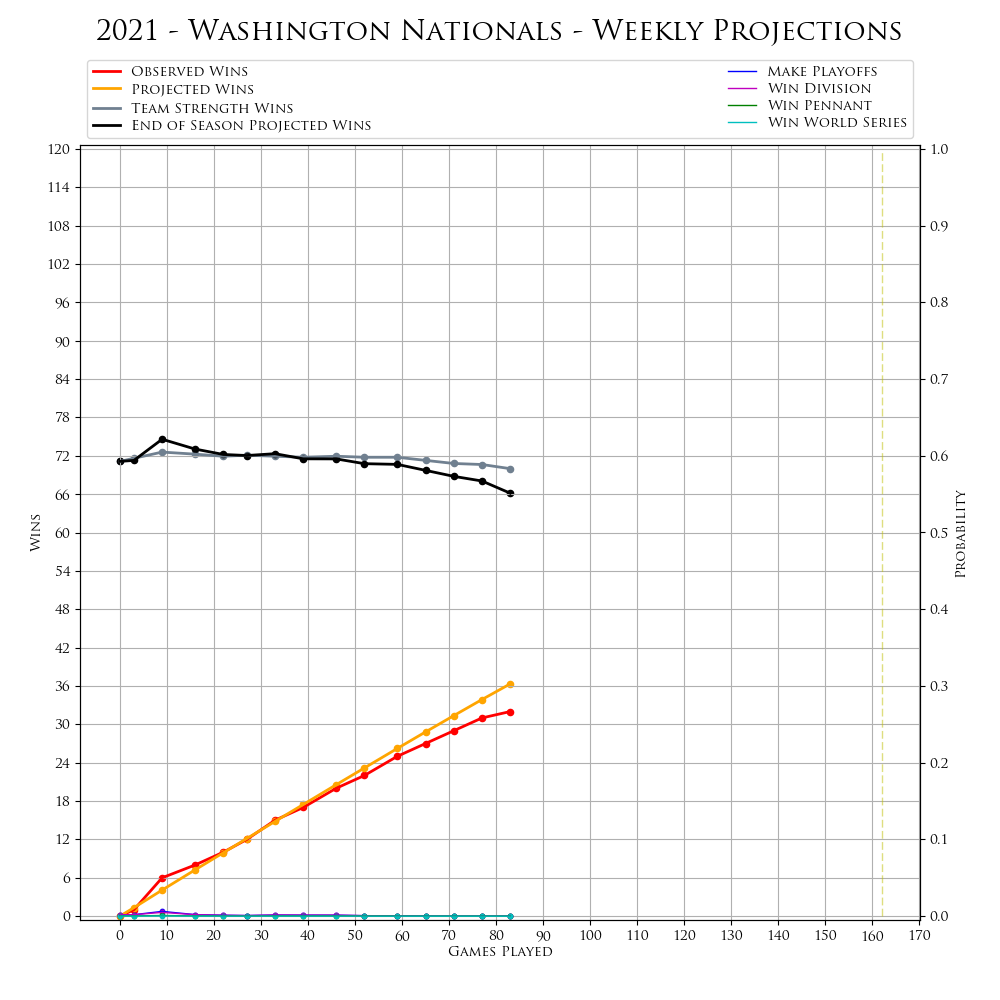 2021 - Washington Nationals - Weekly Projections
Observed Wins
Projected Wins
Team Strength Wins
End of Season Projected Wins
Make Playoffs
Win Division
Win Pennant
Win World Series
120
114
108
102
96
90
84
78
72
66
60
54
48
42
36
30
24
18
12
6
0
Wins
1.0
0.9
0.8
0.7
0.6
0.5
0.4
0.3
0.2
0.1
0.0
Probability
0 10 20 30 40 50 60 70 80 90 100 110 120 130 140 150 160 170
Games Played